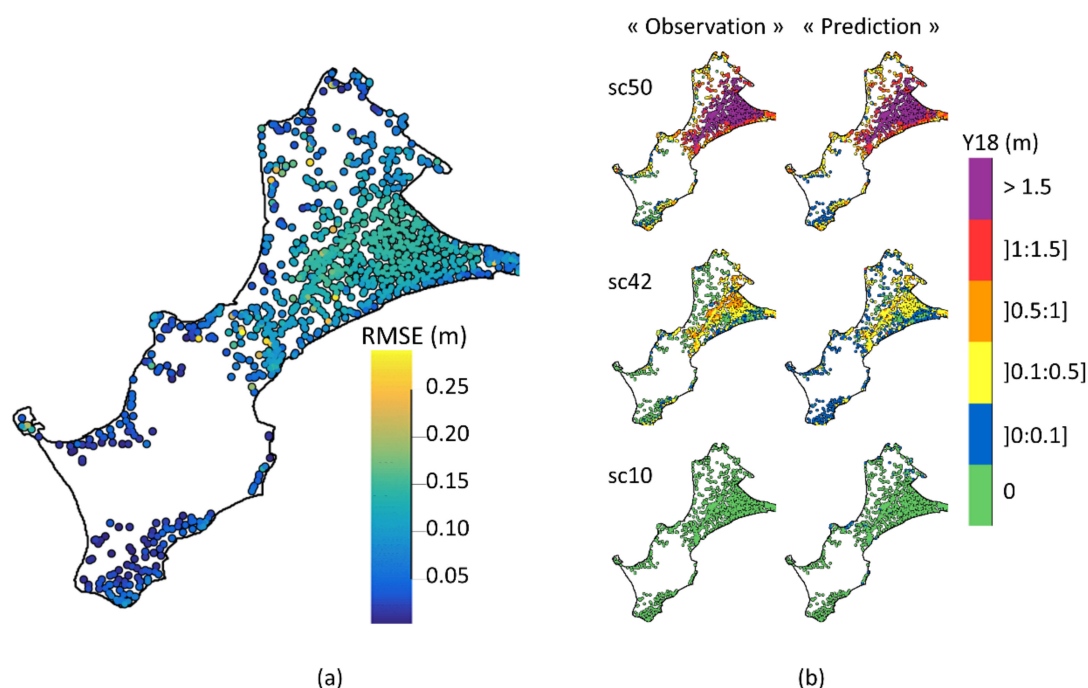 RMSE (m)
0.25
0.20
0.15
0.10
0.05
(a)
« Observation » « Prediction »
sc50
sc42
sc10
Y18 (m)
> 1.5
]1:1.5]
]0.5:1]
]0.1:0.5]
]0:0.1]
0
(b)